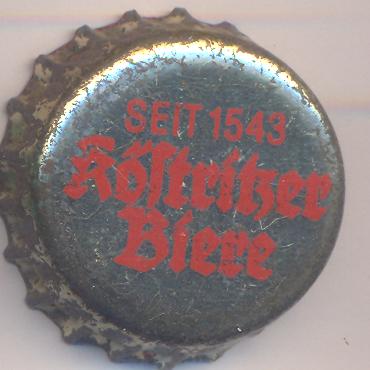 SEIT 1543
Köſtritzer
Biere